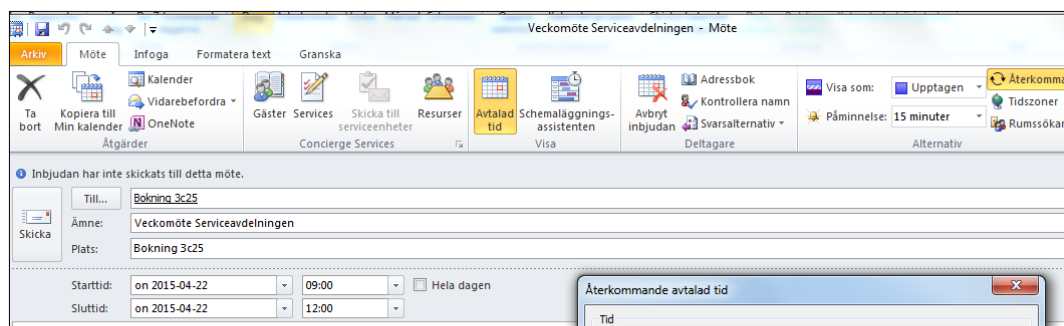 Veckomöte Serviceavdelningen - Möte
Arkiv Möte Infoga Formatera text Granska
Ta bort
Kopiera till Min kalender
Kalender
Vidarebefordra
OneNote
Åtgärder
Gäster
Services
Skicka till serviceenheter
Resurser
Concierge Services
Avtalad tid
Schemaläggnings-assistenten
Visa
Avbryt inbjudan
Adressbok
Kontrollera namn
Svarsalternativ
Deltagare
Visa som: Upptagen
Påminnelse: 15 minuter
Återkomma
Tidszoner
Rumssökar
Alternativ
Inbjudan har inte skickats till detta möte.
Skicka
Till... Bokning 3c25
Ämne: Veckomöte Serviceavdelningen
Plats: Bokning 3c25
Starttid: on 2015-04-22 09:00 Hela dagen
Sluttid: on 2015-04-22 12:00
Återkommande avtalad tid
Tid